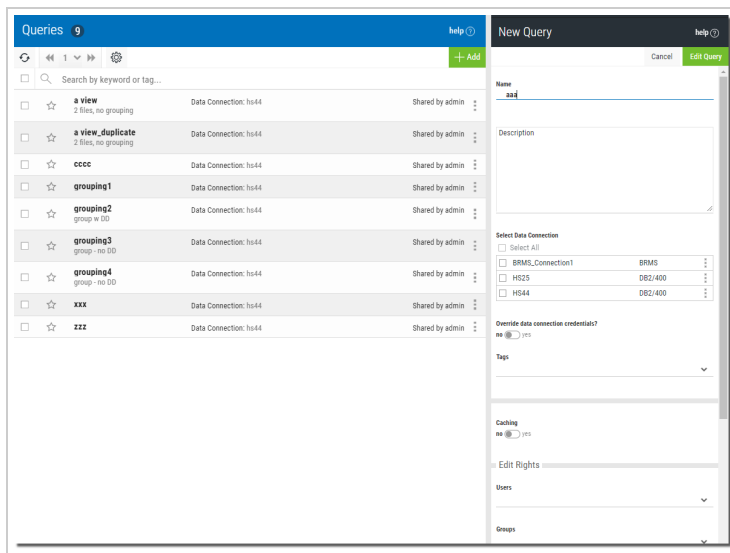 Queries 9 help ?
1
+ Add
Search by keyword or tag...
a view Data Connection: hs44 Shared by admin
2 files, no grouping
a view_duplicate Data Connection: hs44 Shared by admin
2 files, no grouping
cccc Data Connection: hs44 Shared by admin
grouping1 Data Connection: hs44 Shared by admin
grouping2 Data Connection: hs44 Shared by admin
group w DD
grouping3 Data Connection: hs44 Shared by admin
group - no DD
grouping4 Data Connection: hs44 Shared by admin
group - no DD
xxx Data Connection: hs44 Shared by admin
zzz Data Connection: hs44 Shared by admin
New Query help ?
Cancel Edit Query
Name
aaa
Description
Select Data Connection
Select All
BRMS_Connection1 BRMS
HS25 DB2/400
HS44 DB2/400
Override data connection credentials?
no yes
Tags
Caching
no yes
Edit Rights
Users
Groups